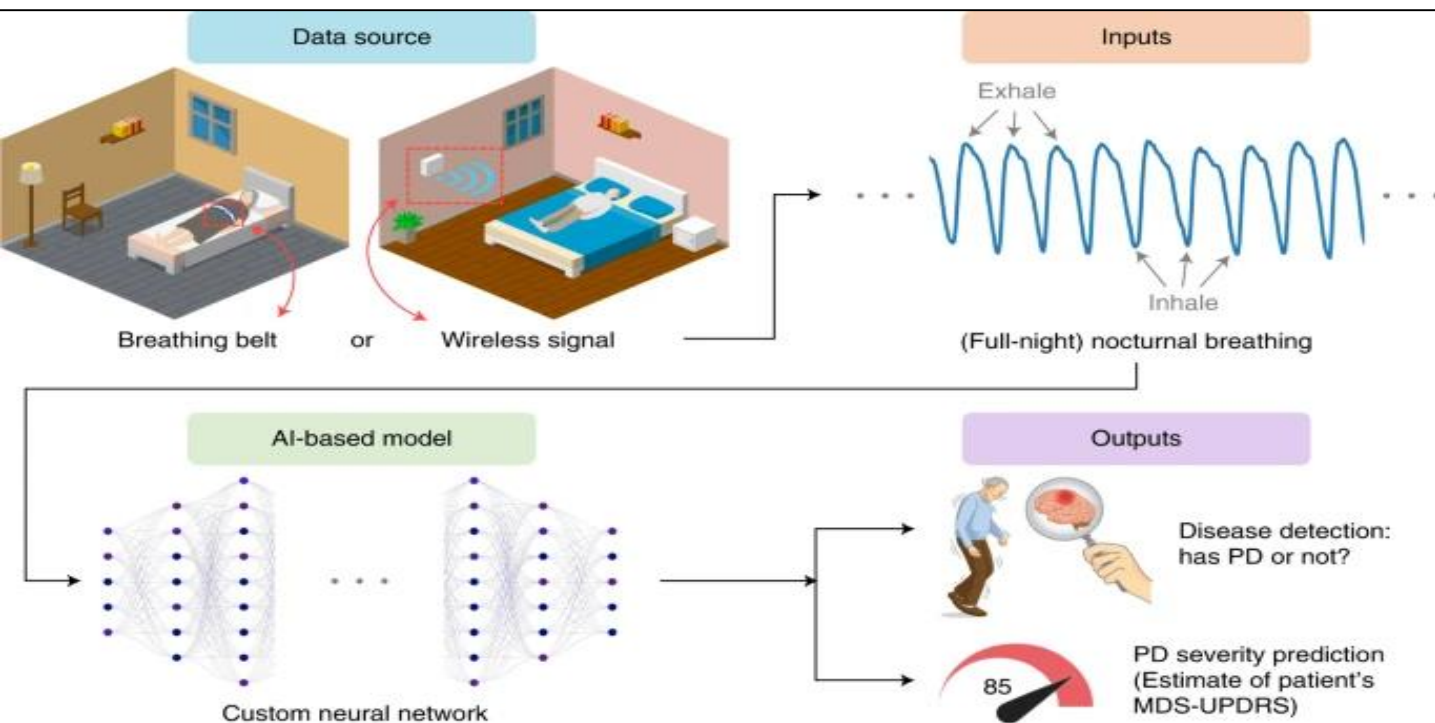 Data source
Inputs
Exhale
Inhale
Breathing belt or Wireless signal
(Full-night) nocturnal breathing
AI-based model
Outputs
Disease detection:
has PD or not?
PD severity prediction
(Estimate of patient's
MDS-UPDRS)
85
Custom neural network